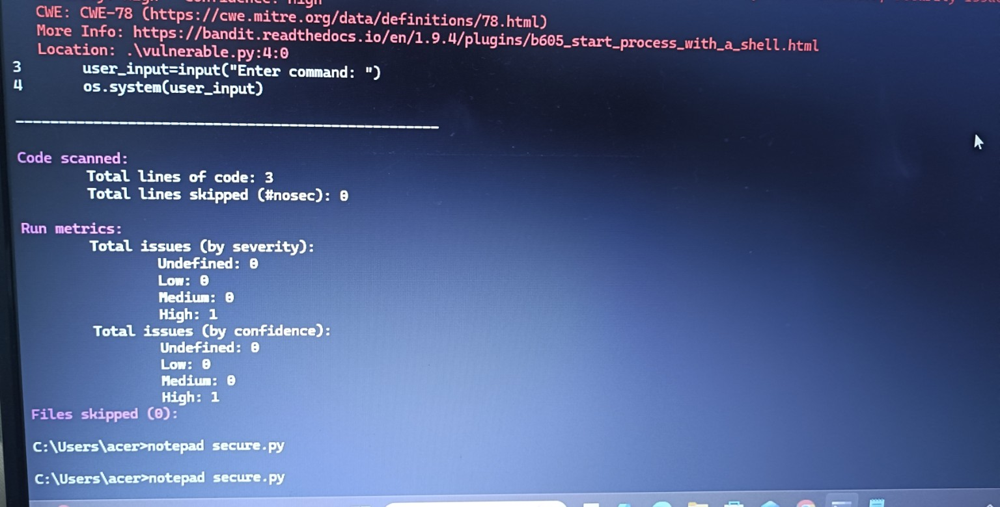 High
CWE: CWE-78 (https://cwe.mitre.org/data/definitions/78.html)
More Info: https://bandit.readthedocs.io/en/1.9.4/plugins/b605_start_process_with_a_shell.html
Location: .\vulnerable.py:4:0
3 user_input=input("Enter command: ")
4 os.system(user_input)
--------------------------------------------------
Code scanned:
Total lines of code: 3
Total lines skipped (#nosec): 0
Run metrics:
Total issues (by severity):
Undefined: 0
Low: 0
Medium: 0
High: 1
Total issues (by confidence):
Undefined: 0
Low: 0
Medium: 0
High: 1
Files skipped (0):
C:\Users\acer>notepad secure.py
C:\Users\acer>notepad secure.py